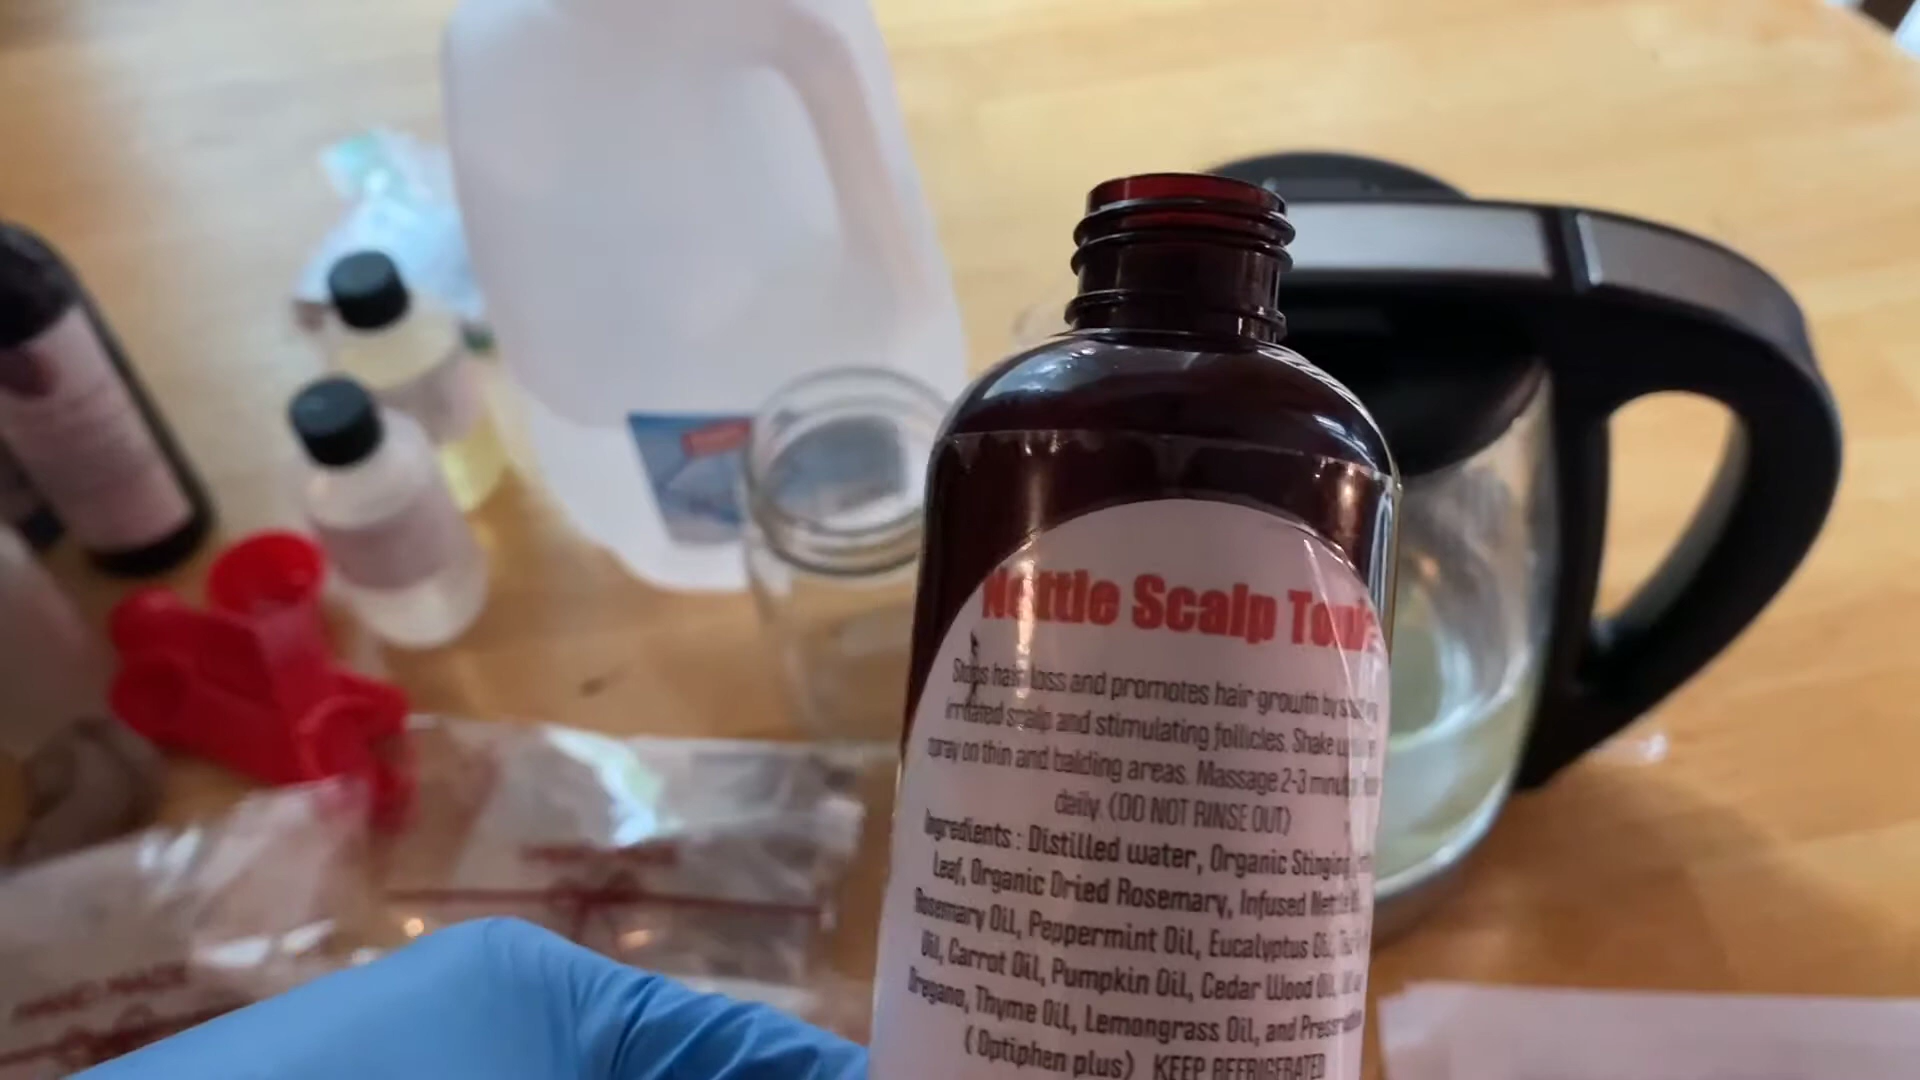 Nettle Scalp Tonic
Stops hair loss and promotes hair growth by
irritated scalp and stimulating follicles. Shake
spray on thin and balding areas. Massage 2-3
daily. (DO NOT RINSE OUT)
Ingredients : Distilled water, Organic Stinging
Leaf, Organic Dried Rosemary, Infused Nettle
Rosemary Oil, Peppermint Oil, Eucalyptus Oil,
Oil, Carrot Oil, Pumpkin Oil, Cedar Wood Oil,
Oregano, Thyme Oil, Lemongrass Oil, and
( Optiphen plus) KEEP REFRIGERATED